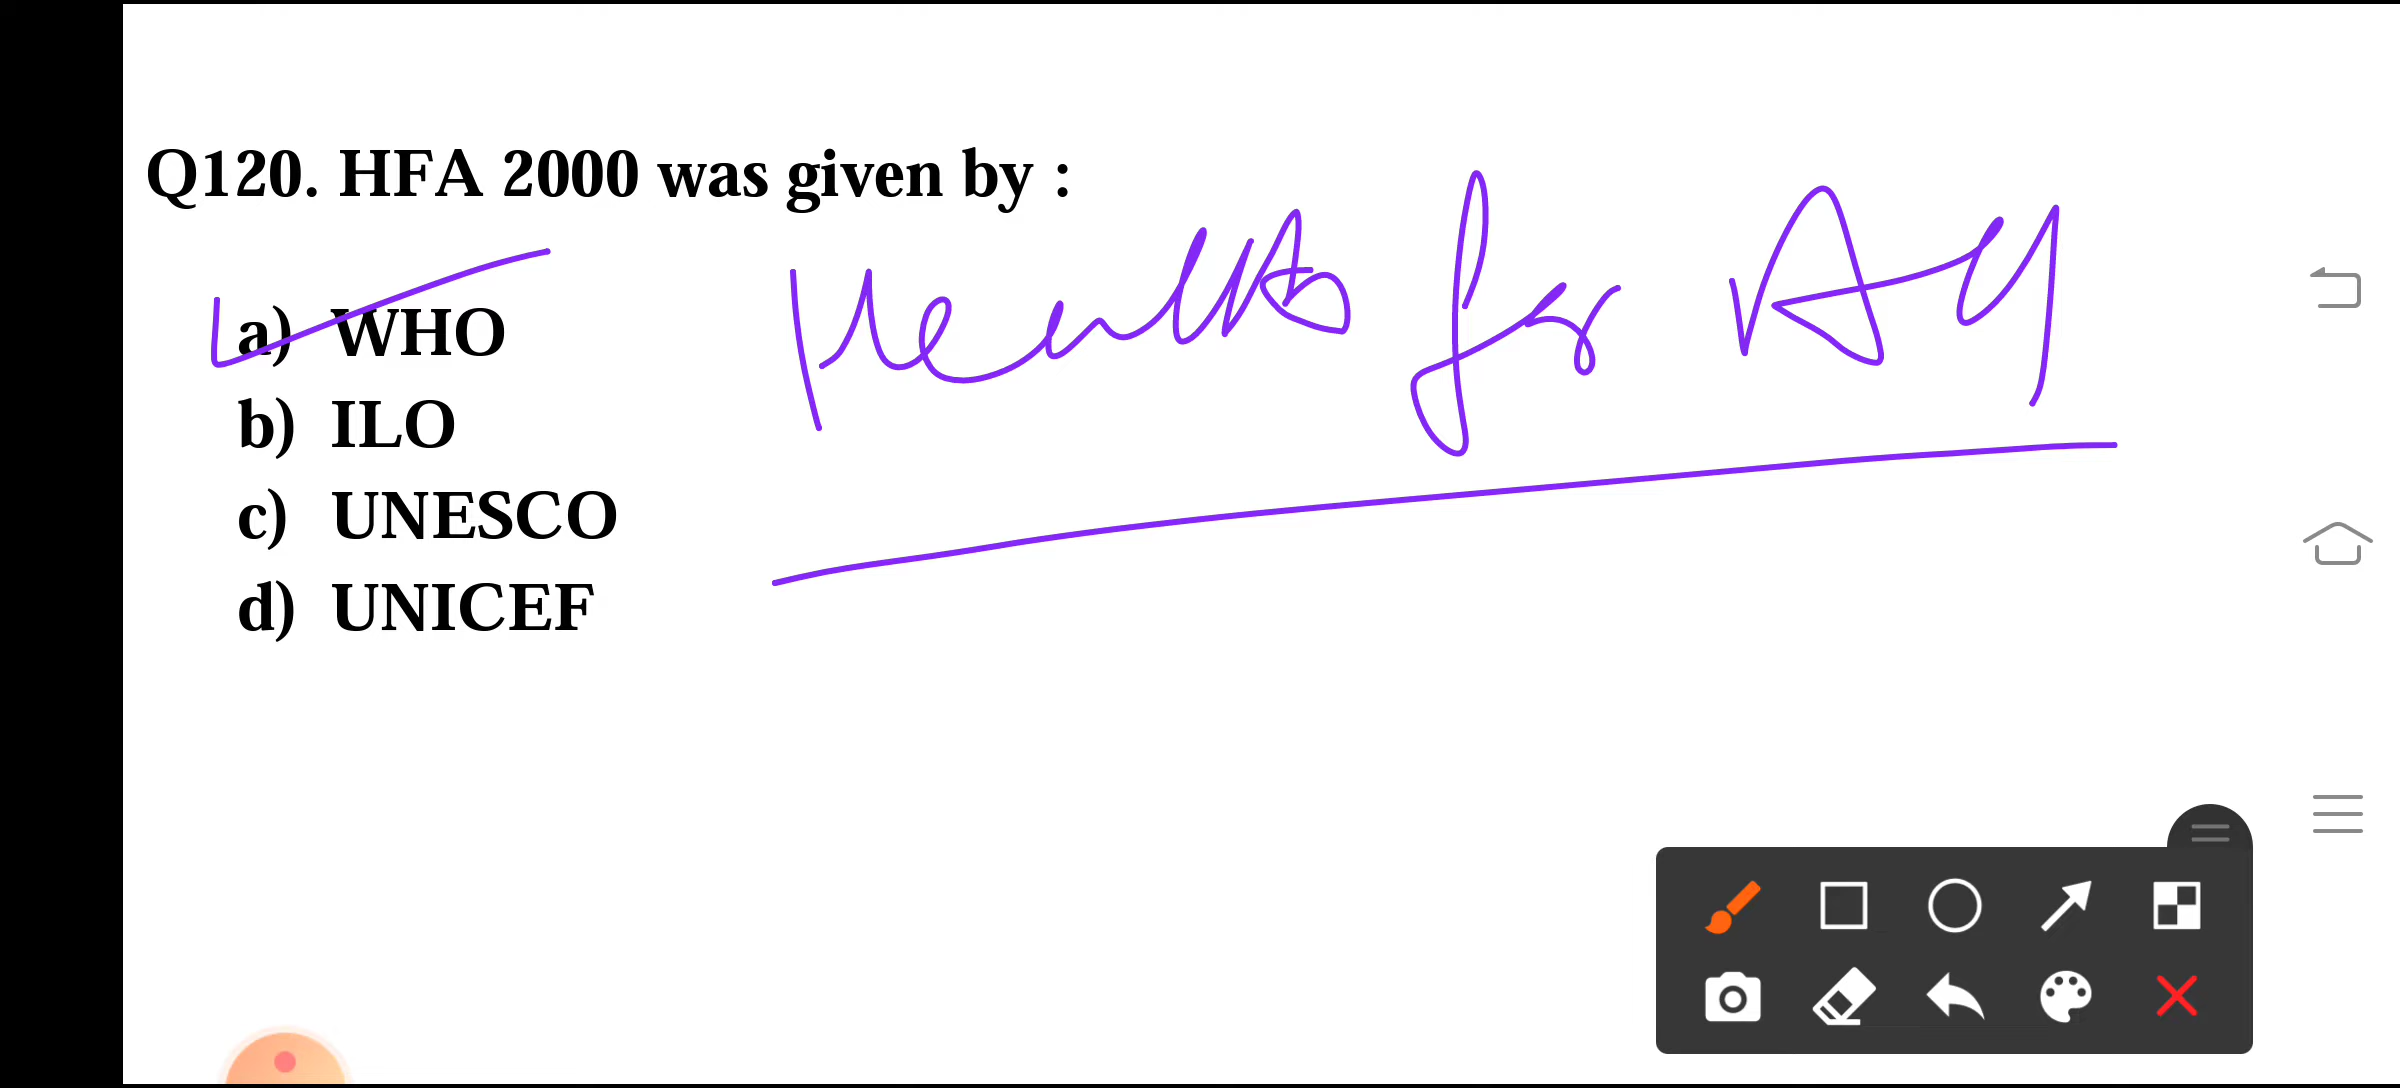 Q120. HFA 2000 was given by :
a) WHO
b) ILO
c) UNESCO
d) UNICEF
Health for All